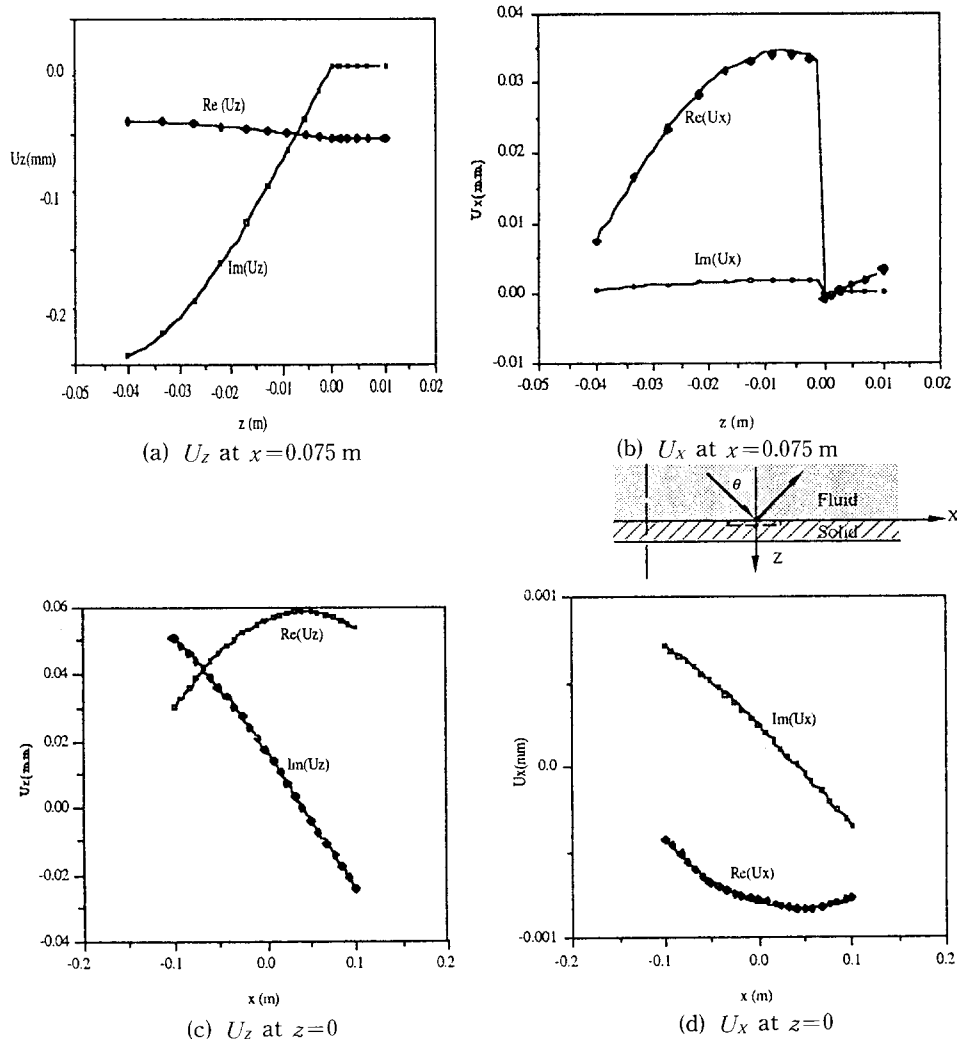 0.0
-0.1
-0.2
Uz(mm)
Re (Uz)
Im(Uz)
-0.05 -0.04 -0.03 -0.02 -0.01 0.00 0.01 0.02
z (m)
(a) UZ at x=0.075 m
0.04
0.03
0.02
0.01
0.00
-0.01
Ux(mm)
Re(Ux)
Im(Ux)
-0.05 -0.04 -0.03 -0.02 -0.01 0.00 0.01 0.02
z (m)
(b) UX at x=0.075 m
θ
Fluid
X
Solid
Z
0.06
0.04
0.02
0.00
-0.02
-0.04
Uz(mm)
Re(Uz)
Im(Uz)
-0.2 -0.1 0.0 0.1 0.2
x (m)
(c) UZ at z=0
0.001
0.0
-0.001
Ux(mm)
Im(Ux)
Re(Ux)
-0.2 -0.1 0.0 0.1 0.2
x (m)
(d) UX at z=0